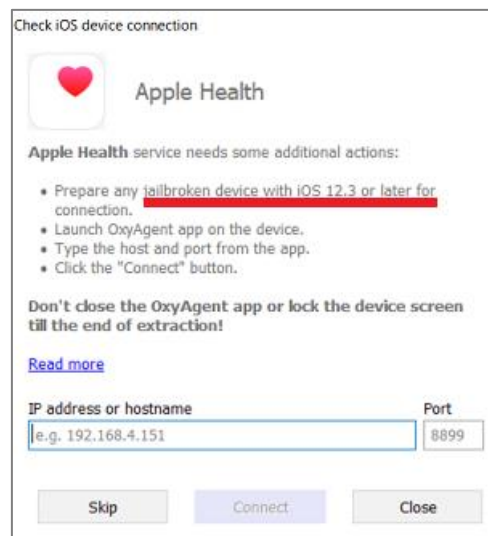 Check iOS device connection
Apple Health
Apple Health service needs some additional actions:
• Prepare any jailbroken device with iOS 12.3 or later for
connection.
• Launch OxyAgent app on the device.
• Type the host and port from the app.
• Click the "Connect" button.
Don't close the OxyAgent app or lock the device screen
till the end of extraction!
Read more
IP address or hostname Port
e.g. 192.168.4.151 8899
Skip Connect Close